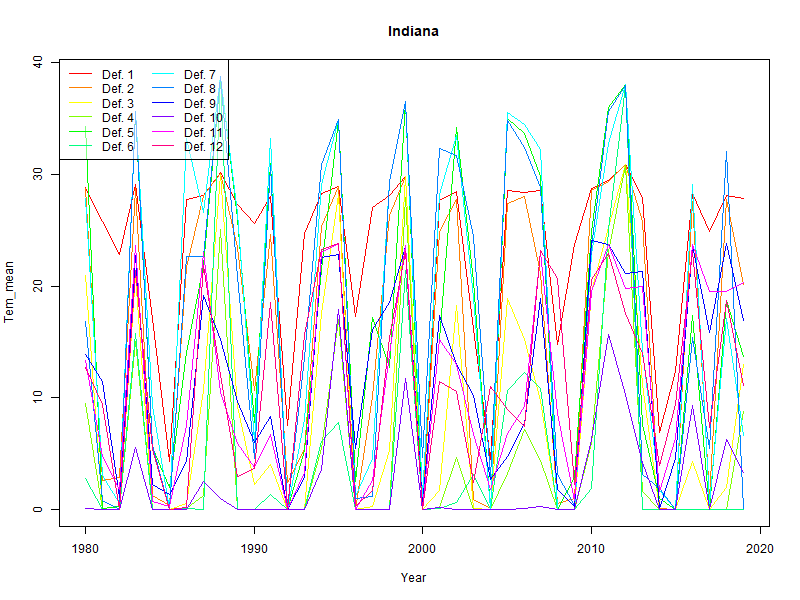 Indiana
Tem_mean
40
30
20
10
0
Def. 1 Def. 7
Def. 2 Def. 8
Def. 3 Def. 9
Def. 4 Def. 10
Def. 5 Def. 11
Def. 6 Def. 12
1980 1990 2000 2010 2020
Year